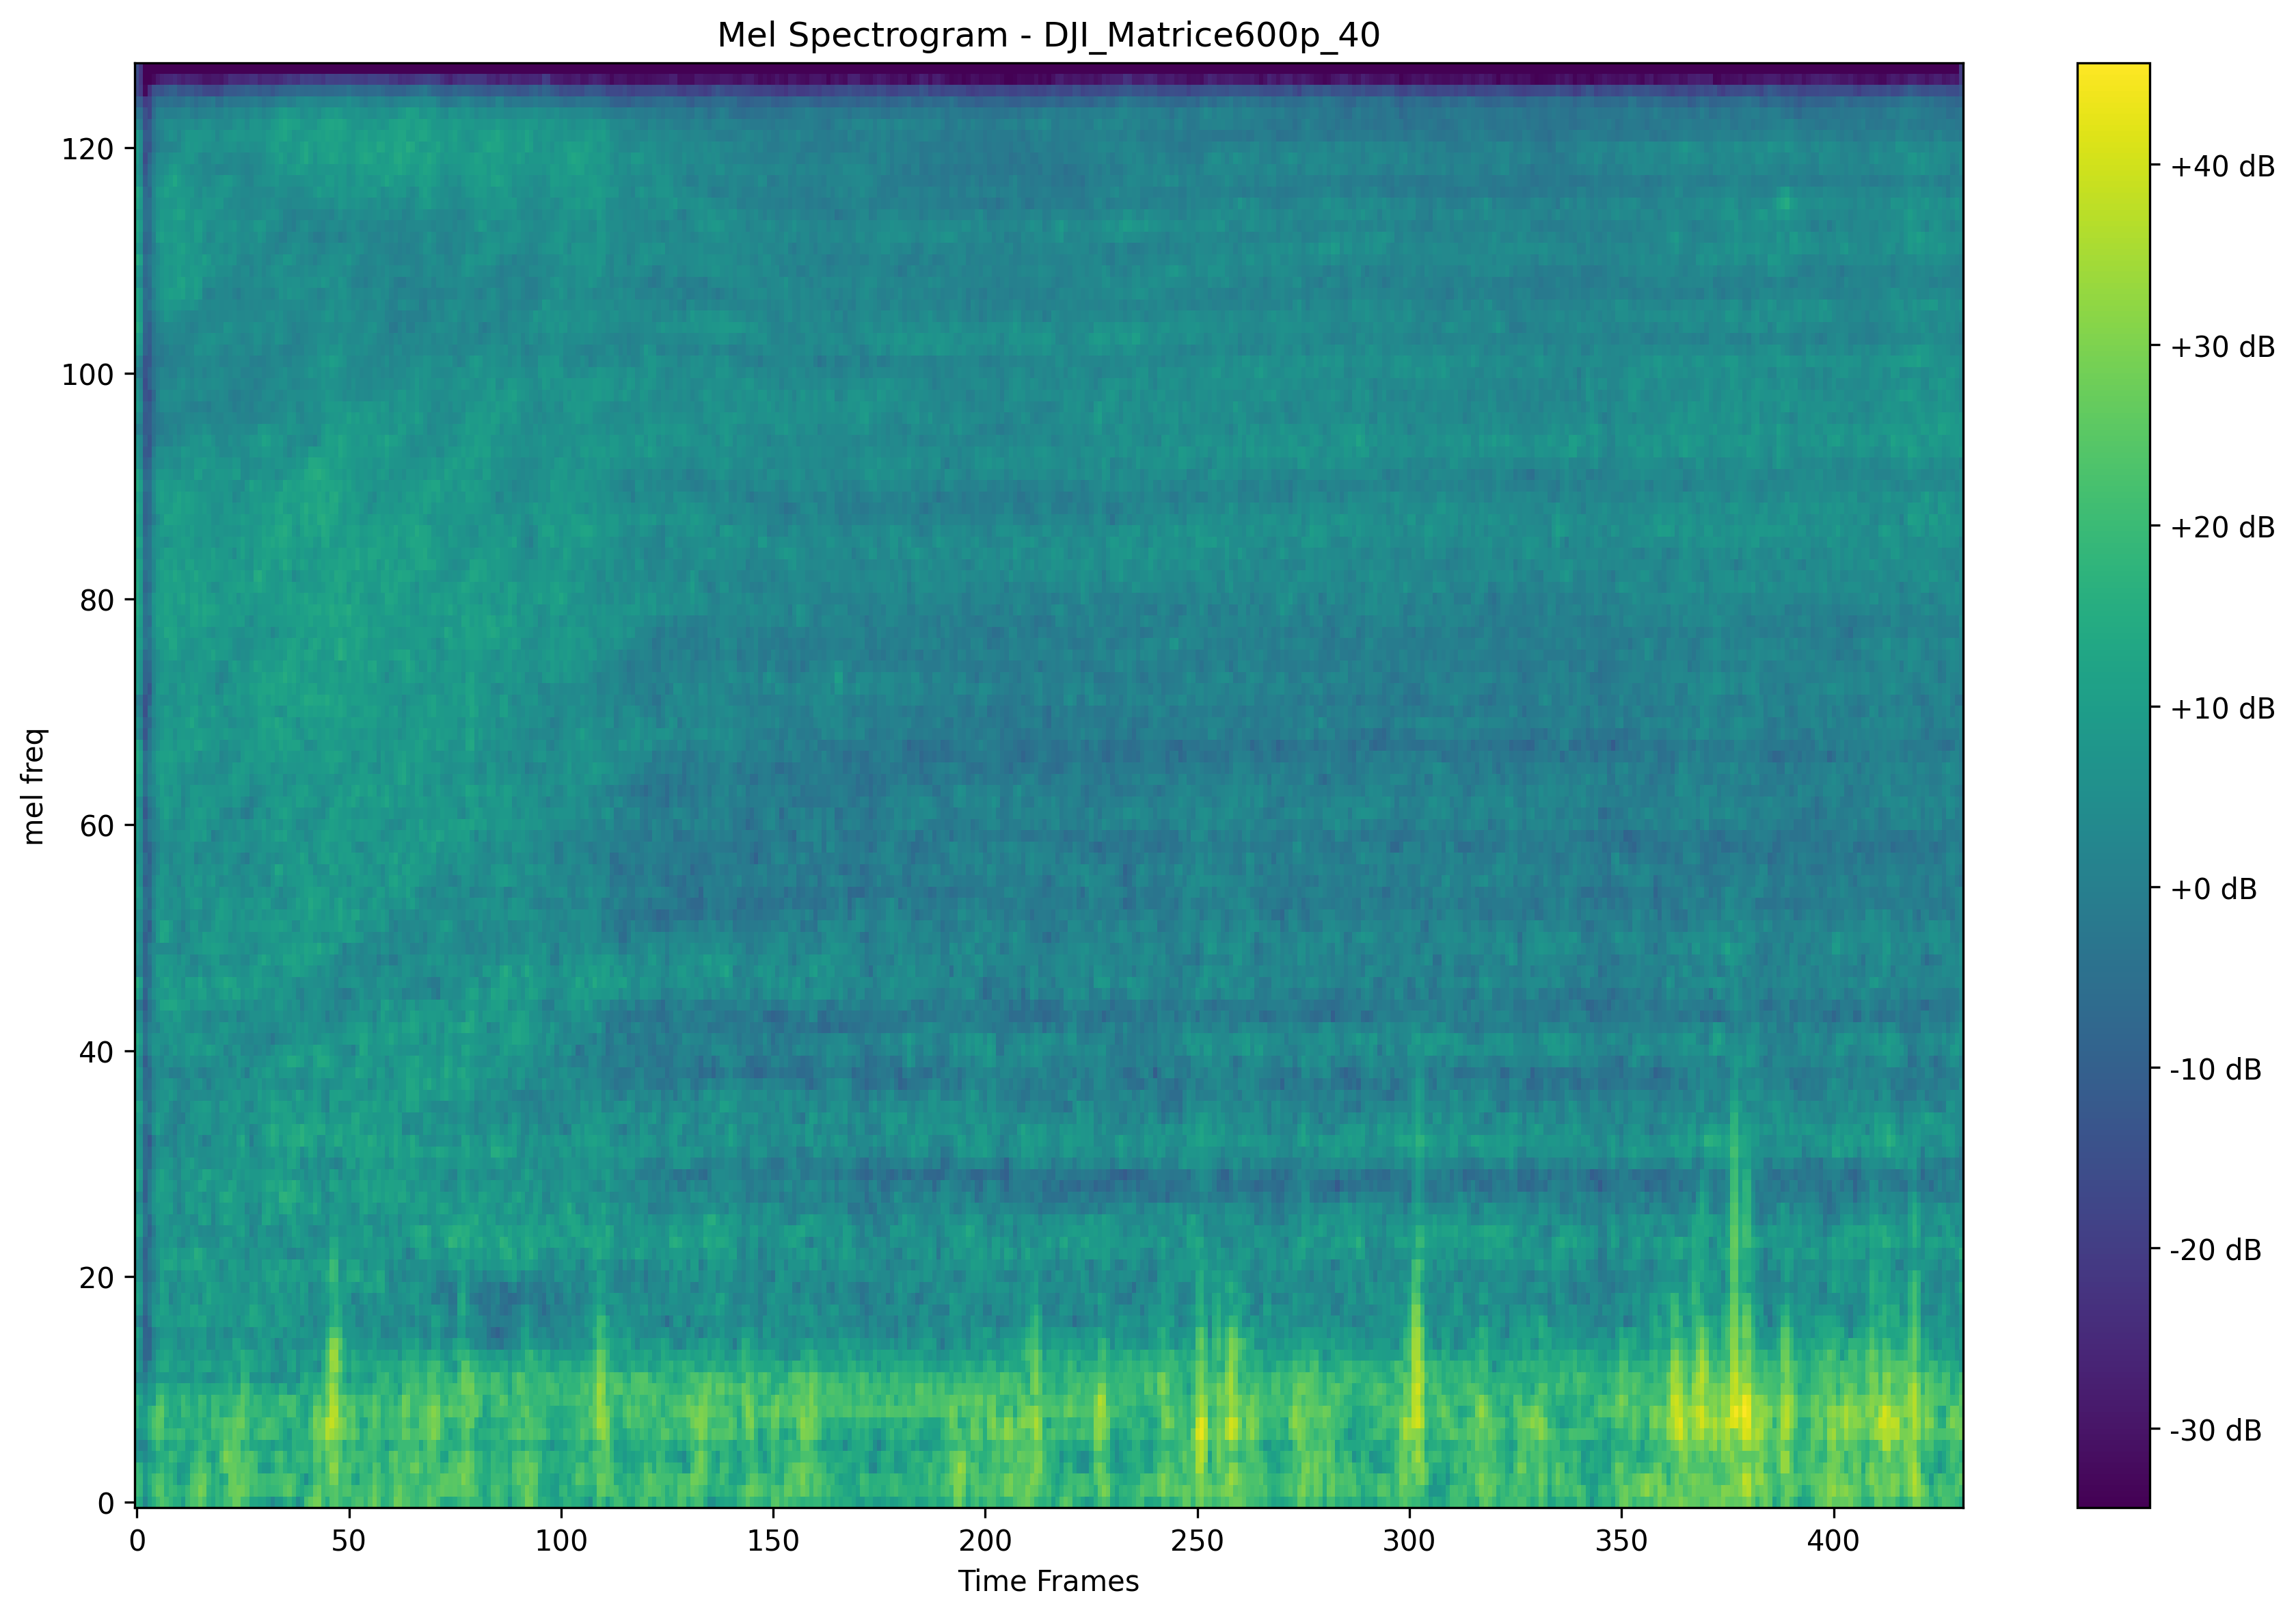 Mel Spectrogram - DJI_Matrice600p_40
mel freq
120
100
80
60
40
20
0
0 50 100 150 200 250 300 350 400
Time Frames
+40 dB
+30 dB
+20 dB
+10 dB
+0 dB
-10 dB
-20 dB
-30 dB